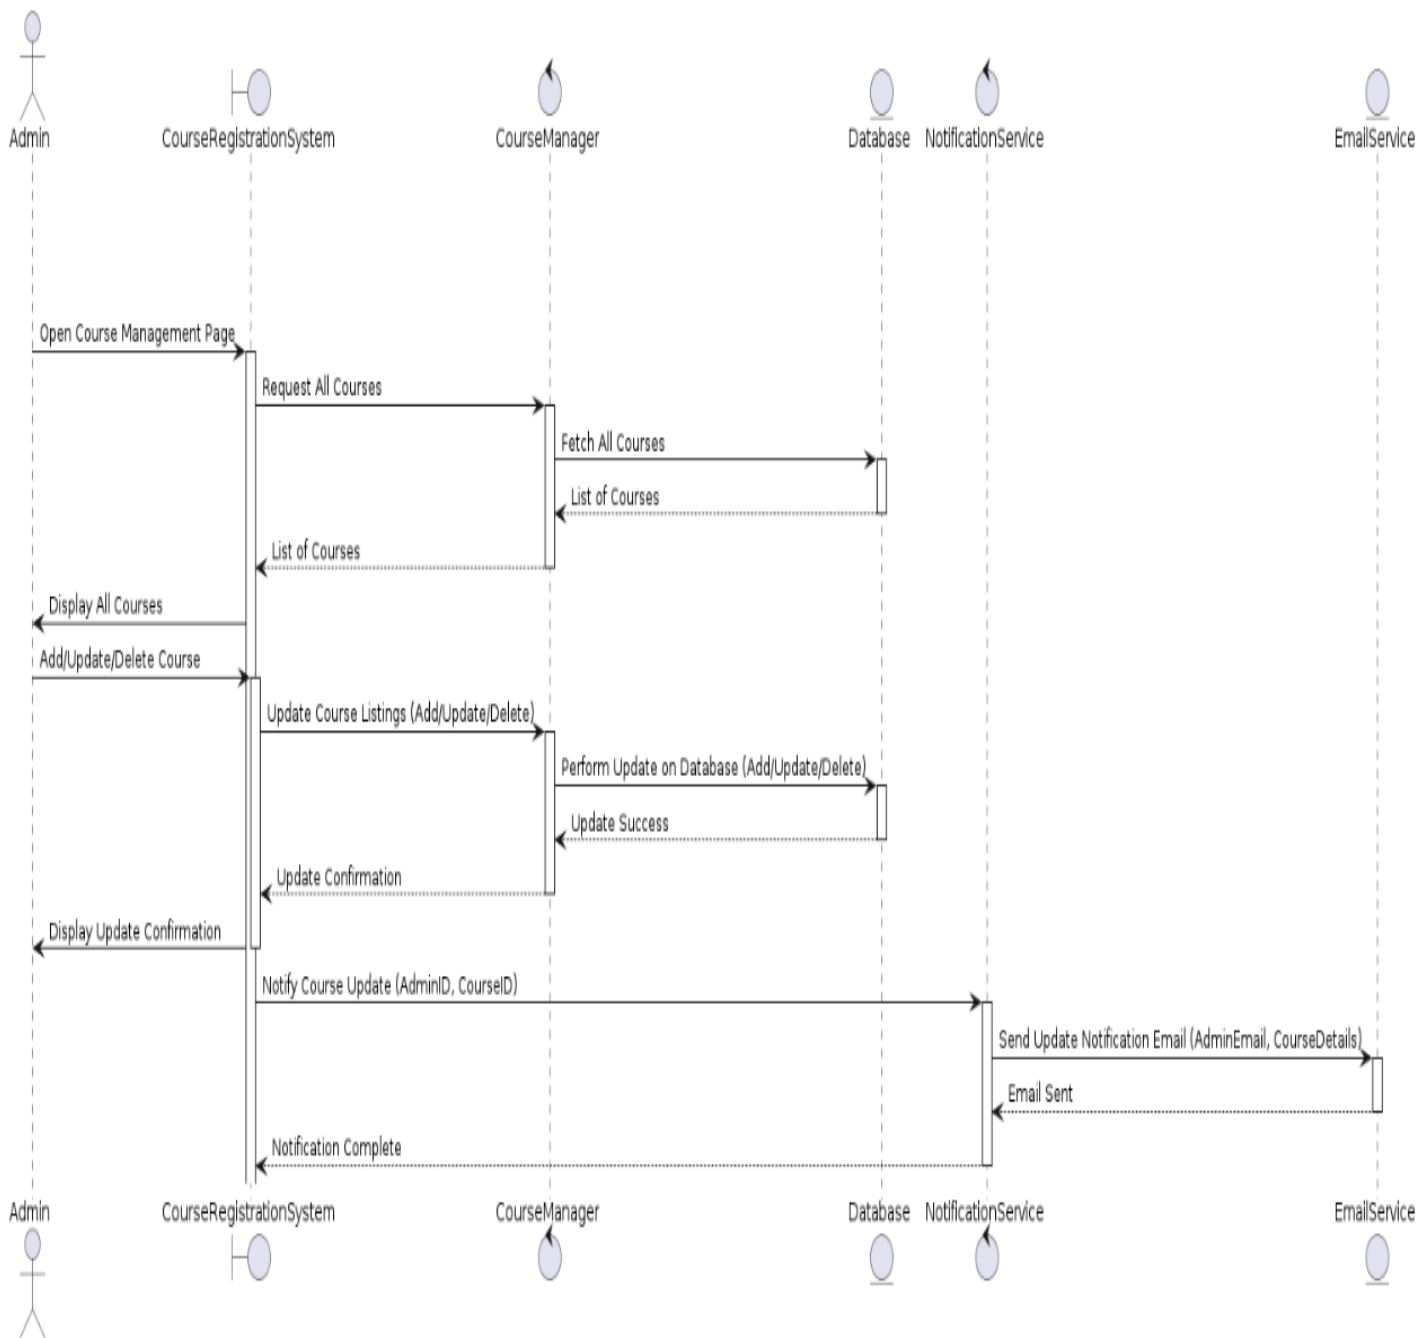 Admin
CourseRegistrationSystem
CourseManager
Database
NotificationService
EmailService
Open Course Management Page
Request All Courses
Fetch All Courses
List of Courses
List of Courses
Display All Courses
Add/Update/Delete Course
Update Course Listings (Add/Update/Delete)
Perform Update on Database (Add/Update/Delete)
Update Success
Update Confirmation
Display Update Confirmation
Notify Course Update (AdminID, CourseID)
Send Update Notification Email (AdminEmail, CourseDetails)
Email Sent
Notification Complete
Admin
CourseRegistrationSystem
CourseManager
Database
NotificationService
EmailService